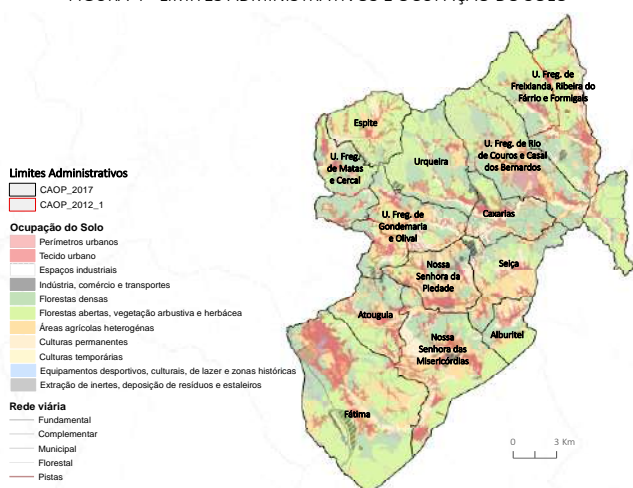 Limites Administrativos
CAOP_2017
CAOP_2012_1
Ocupação do Solo
Perímetros urbanos
Tecido urbano
Espaços industriais
Indústria, comércio e transportes
Florestas densas
Florestas abertas, vegetação arbustiva e herbácea
Áreas agrícolas heterogénas
Culturas permanentes
Culturas temporárias
Equipamentos desportivos, culturais, de lazer e zonas históricas
Extração de inertes, deposição de resíduos e estaleiros
Rede viária
Fundamental
Complementar
Municipal
Florestal
Pistas
U. Freg. de
Freixianda, Ribeira do
Fárrio e Formigais
Espite
U. Freg.
de Matas
e Cercal
Urqueira
U. Freg. de Rio
de Couros e Casal
dos Bernardos
U. Freg. de
Gondemaria
e Olival
Caxarias
Nossa
Senhora da
Piedade
Seiça
Atouguia
Alburitel
Nossa
Senhora das
Misericórdias
Fátima
0 3 Km